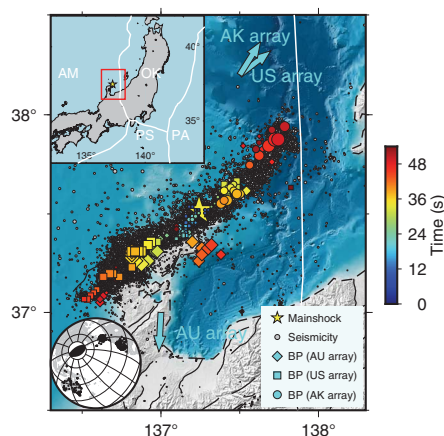 AK array
US array
AM
OK
PS
PA
40°
35°
135°
140°
38°
37°
137°
138°
AU array
Mainshock
Seismicity
BP (AU array)
BP (US array)
BP (AK array)
48
36
24
12
0
Time (s)